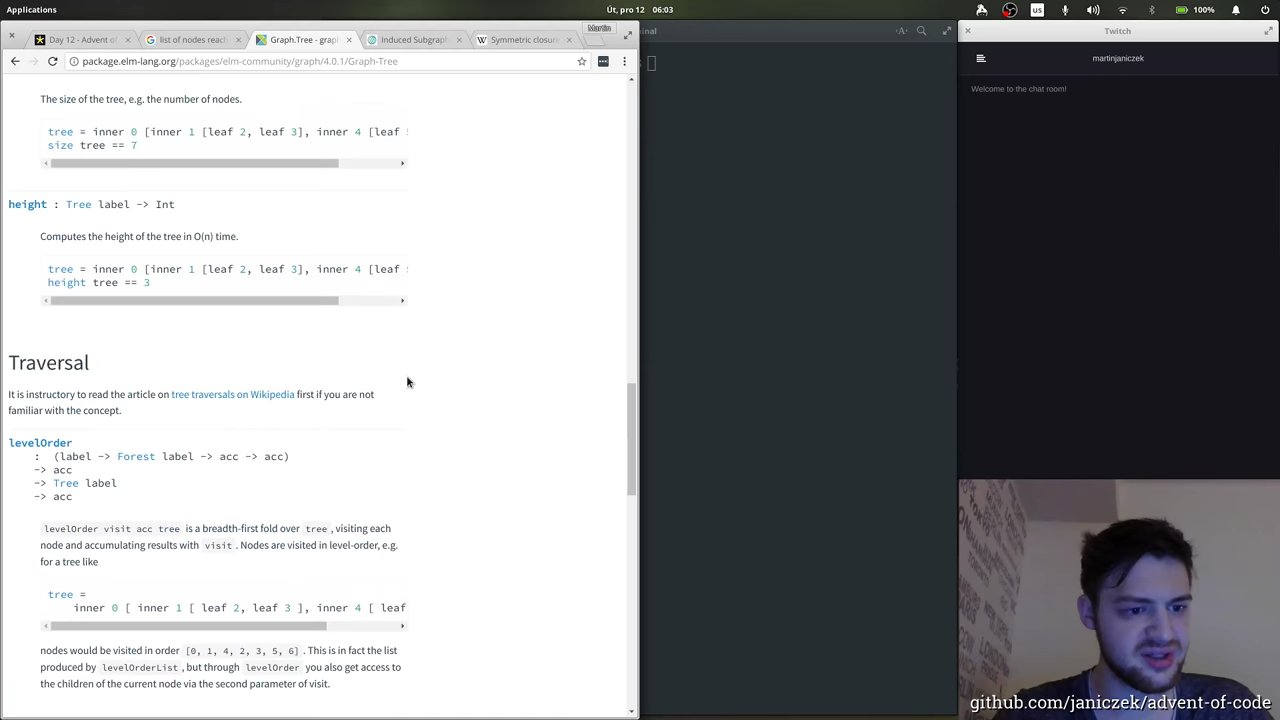 Applications
Út, pro 12 06:03
us
100%
Day 12 - Advent of
list of nodes reach
Graph.Tree - grap
Induced Subgraph
Symmetric closure
Martin
package.elm-lang.org/packages/elm-community/graph/4.0.1/Graph-Tree
The size of the tree, e.g. the number of nodes.
tree = inner 0 [inner 1 [leaf 2, leaf 3], inner 4 [leaf
size tree == 7
height : Tree label -> Int
Computes the height of the tree in O(n) time.
tree = inner 0 [inner 1 [leaf 2, leaf 3], inner 4 [leaf
height tree == 3
Traversal
It is instructory to read the article on tree traversals on Wikipedia first if you are not
familiar with the concept.
levelOrder
: (label -> Forest label -> acc -> acc)
-> acc
-> Tree label
-> acc
levelOrder visit acc tree is a breadth-first fold over tree, visiting each
node and accumulating results with visit. Nodes are visited in level-order, e.g.
for a tree like
tree =
inner 0 [ inner 1 [ leaf 2, leaf 3 ], inner 4 [ leaf
nodes would be visited in order [0, 1, 4, 2, 3, 5, 6]. This is in fact the list
produced by levelOrderList, but through levelOrder you also get access to
the children of the current node via the second parameter of visit.
inal
-A+
Twitch
martinjaniczek
Welcome to the chat room!
github.com/janiczek/advent-of-code